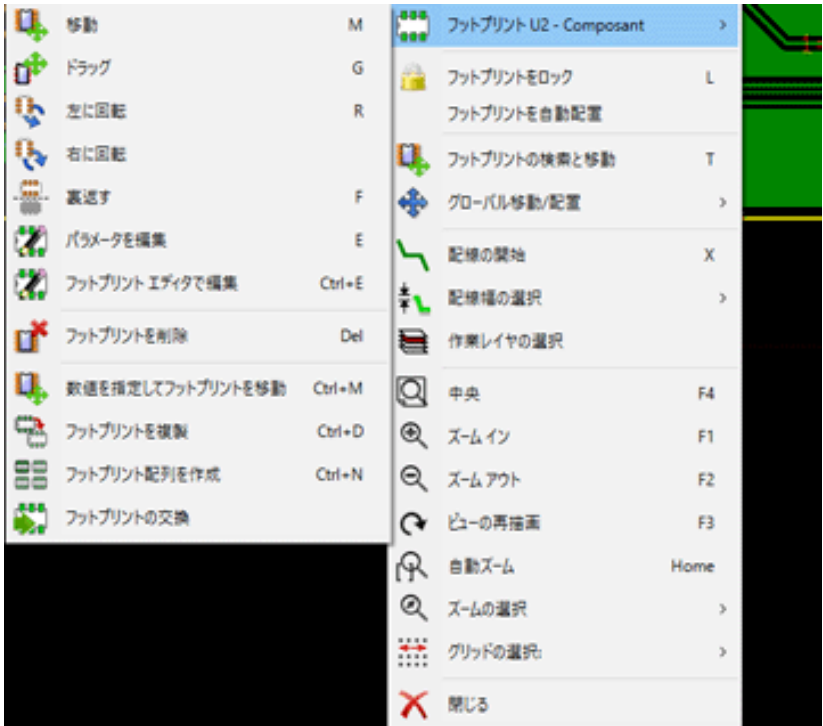 移動 M
ドラッグ G
左に回転 R
右に回転
裏返す F
パラメータを編集 E
フットプリント エディタで編集 Ctrl+E
フットプリントを削除 Del
数値を指定してフットプリントを移動 Ctrl+M
フットプリントを複製 Ctrl+D
フットプリント配列を作成 Ctrl+N
フットプリントの交換
フットプリント U2 - Composant
フットプリントをロック L
フットプリントを自動配置
フットプリントの検索と移動 T
グローバル移動/配置
配線の開始 X
配線幅の選択
作業レイヤの選択
中央 F4
ズーム イン F1
ズーム アウト F2
ビューの再描画 F3
自動ズーム Home
ズームの選択
グリッドの選択:
閉じる